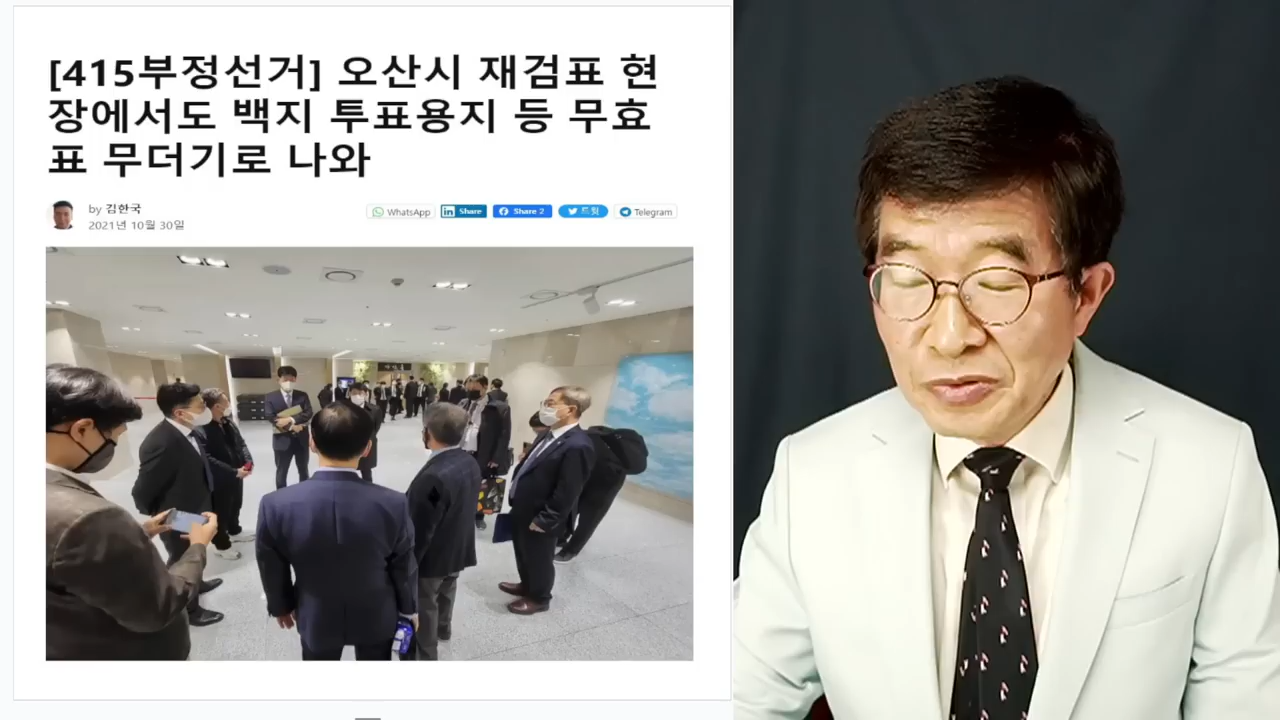 [415부정선거] 오산시 재검표 현
장에서도 백지 투표용지 등 무효
표 무더기로 나와
by 김한국
2021년 10월 30일
WhatsApp
in Share
Share 2
트윗
Telegram